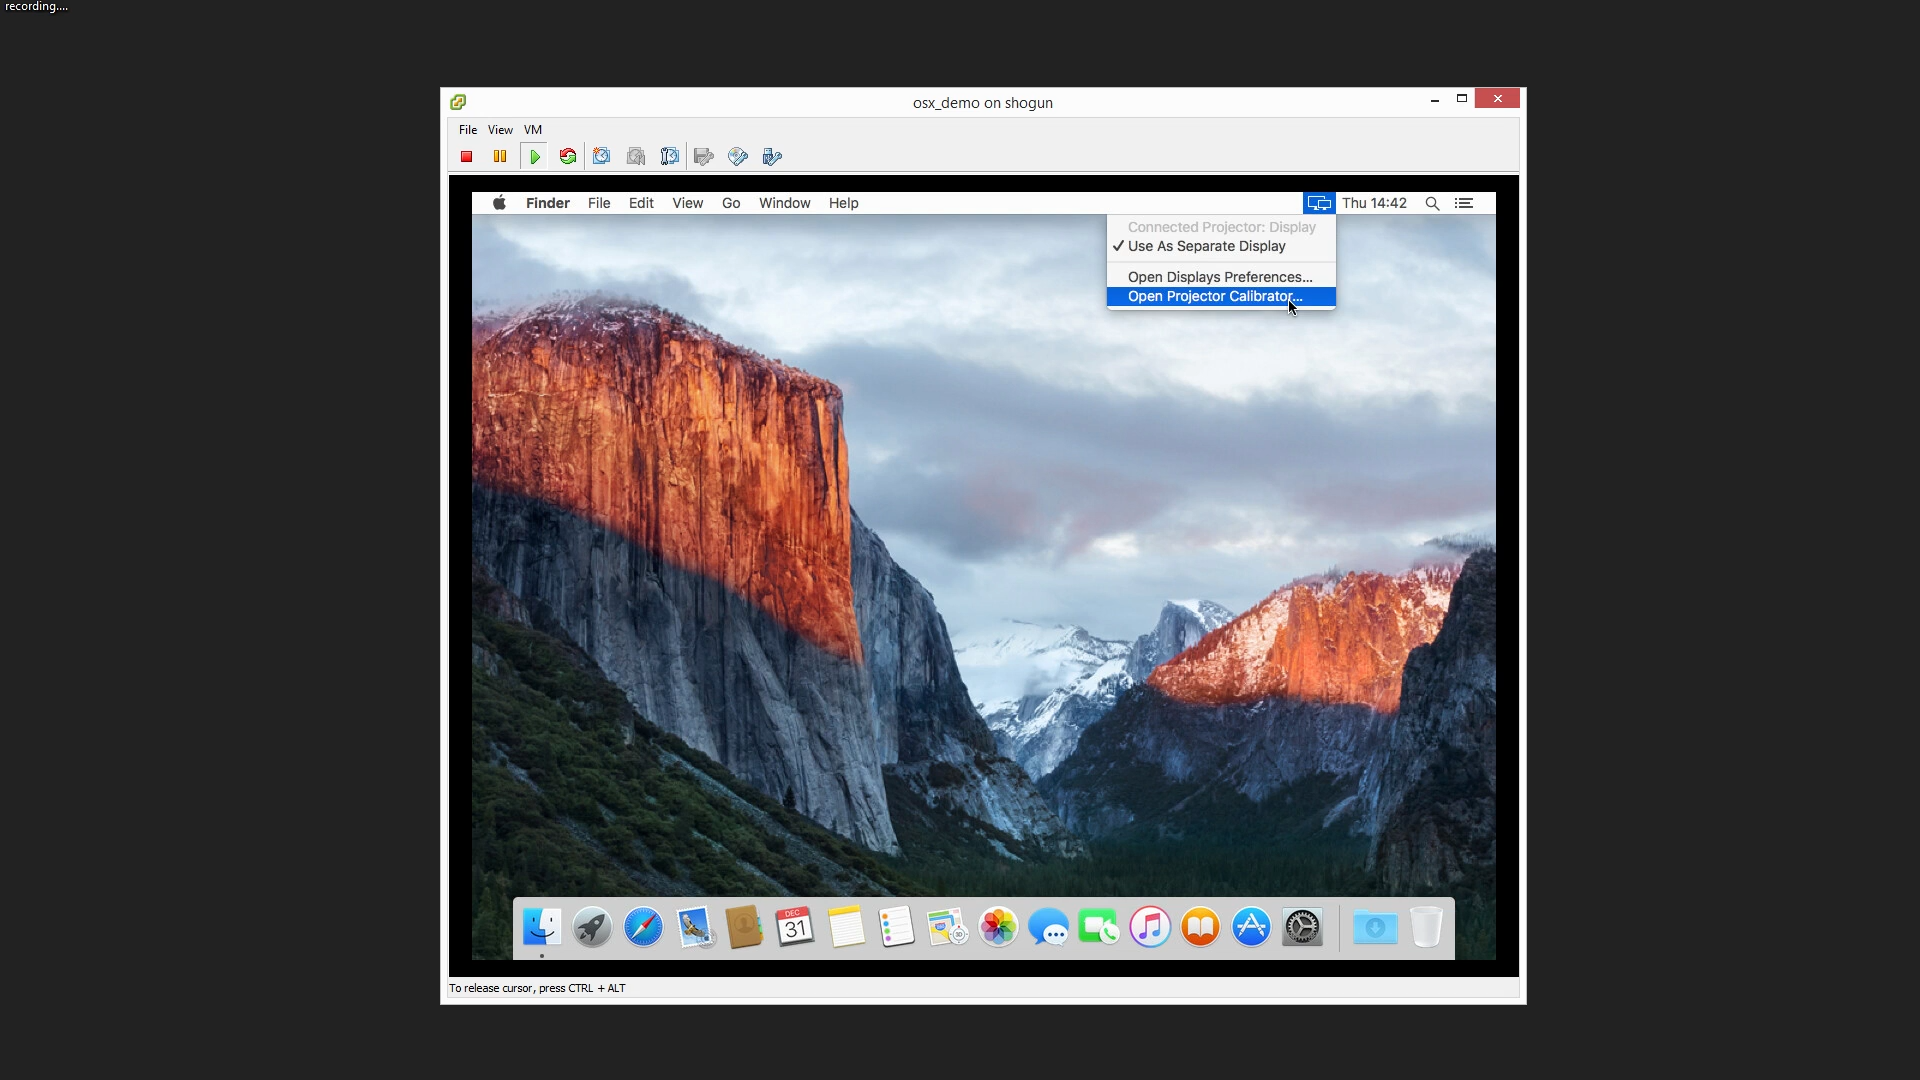 recording....
osx_demo on shogun
File View VM
Finder File Edit View Go Window Help Thu 14:42
Connected Projector: Display
✓ Use As Separate Display
Open Displays Preferences...
Open Projector Calibrator...
DEC
31
To release cursor, press CTRL + ALT